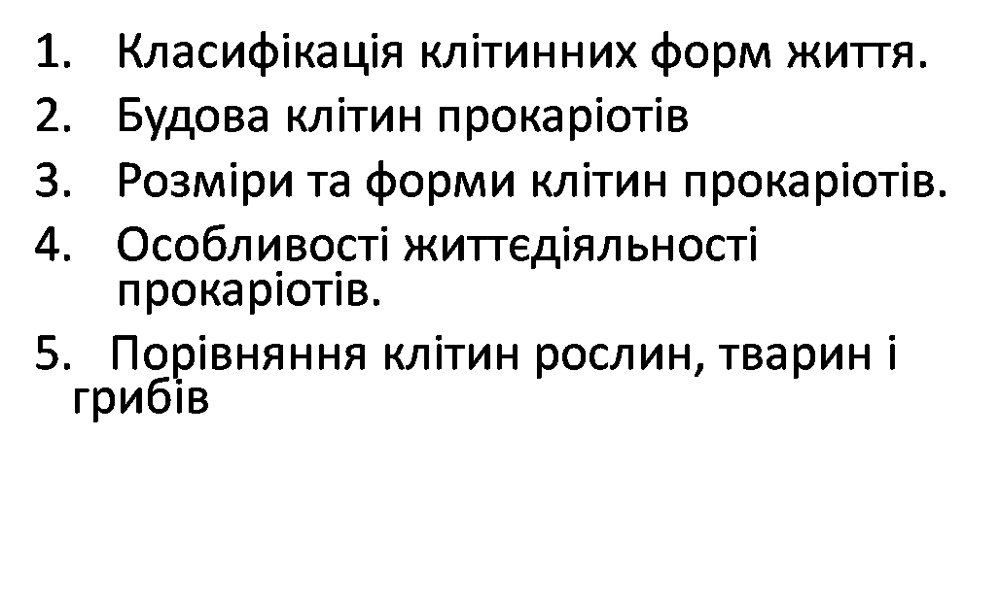 1. Класифікація клітинних форм життя.
2. Будова клітин прокаріотів
3. Розміри та форми клітин прокаріотів.
4. Особливості життєдіяльності
прокаріотів.
5. Порівняння клітин рослин, тварин і
грибів